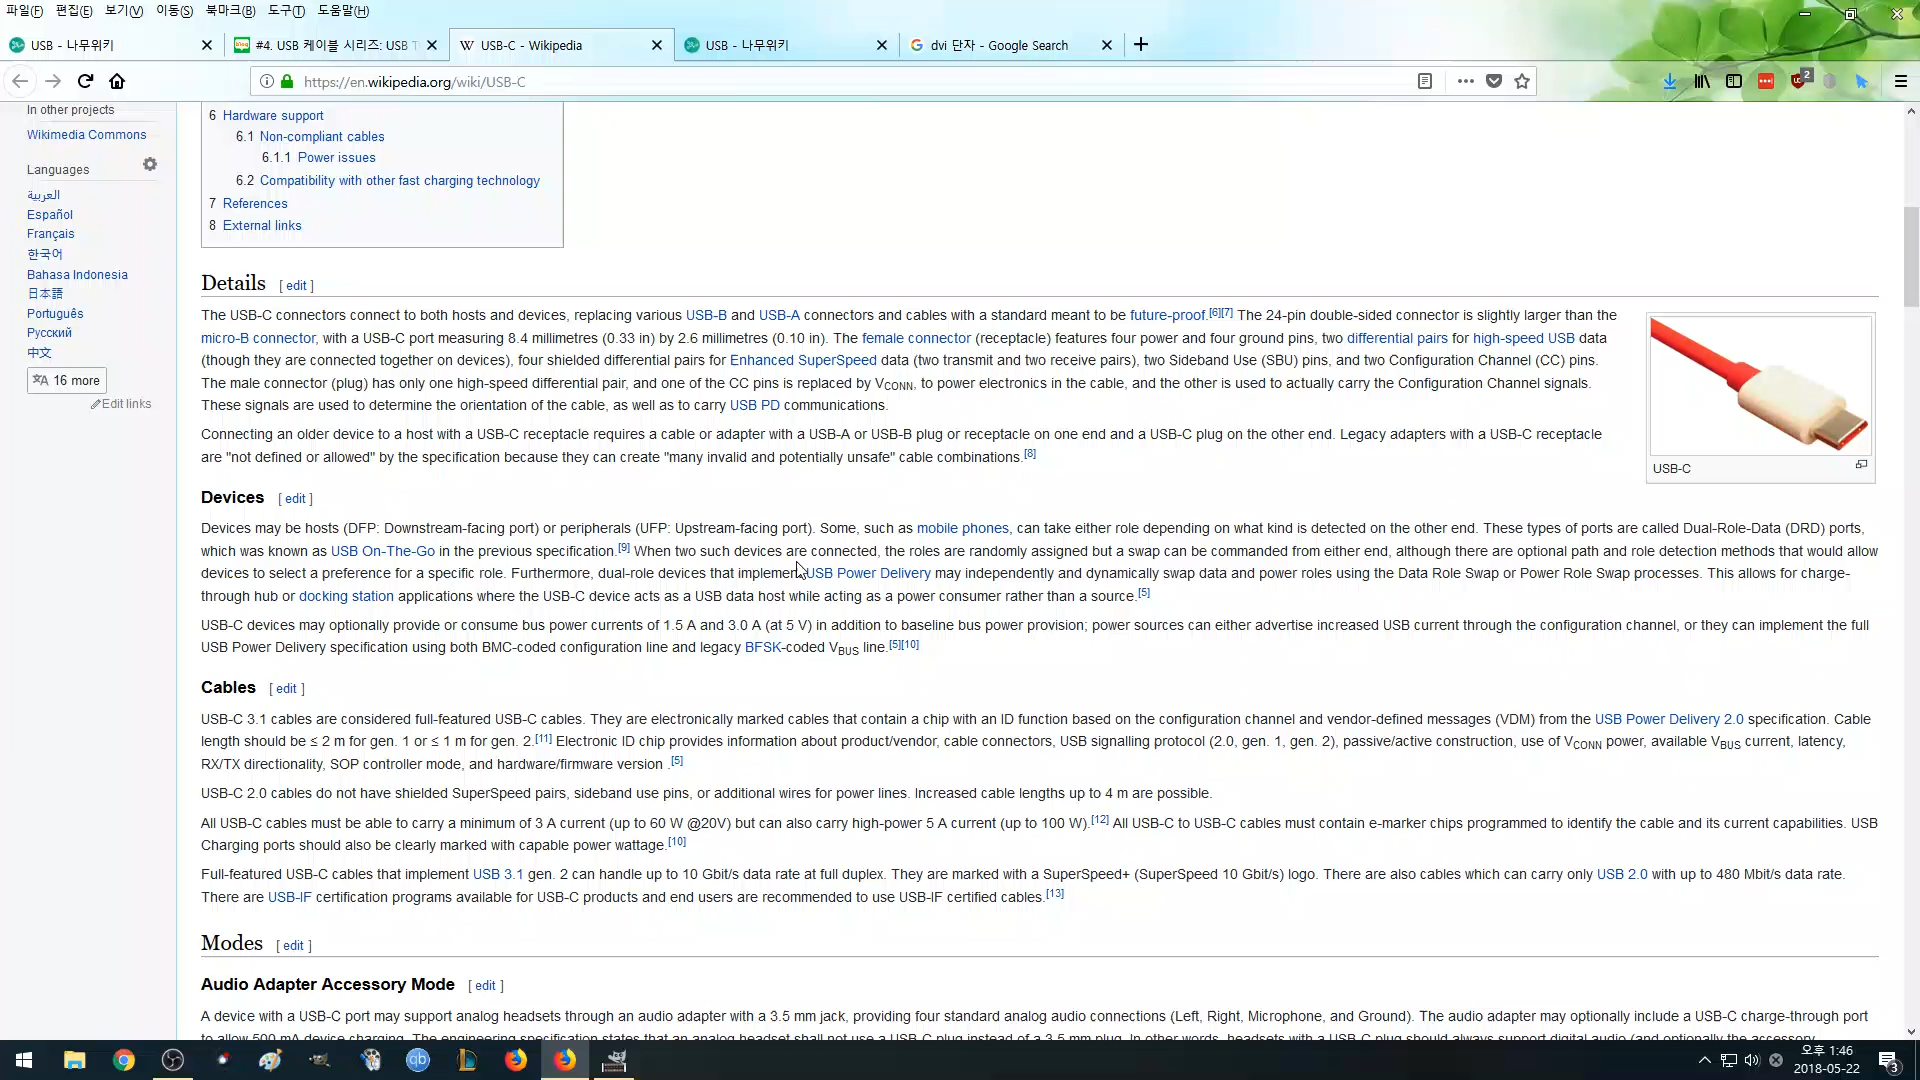 파일(F) 편집(E) 보기(V) 이동(S) 북마크(B) 도구(T) 도움말(H)
USB - 나무위키
#4. USB 케이블 시리즈: USB T
USB-C - Wikipedia
USB - 나무위키
dvi 단자 - Google Search
https://en.wikipedia.org/wiki/USB-C
2
In other projects
Wikimedia Commons
Languages
العربية
Español
Français
한국어
Bahasa Indonesia
日本語
Português
Русский
中文
16 more
Edit links
6 Hardware support
6.1 Non-compliant cables
6.1.1 Power issues
6.2 Compatibility with other fast charging technology
7 References
8 External links
Details [ edit ]
The USB-C connectors connect to both hosts and devices, replacing various USB-B and USB-A connectors and cables with a standard meant to be future-proof.[6][7] The 24-pin double-sided connector is slightly larger than the
micro-B connector, with a USB-C port measuring 8.4 millimetres (0.33 in) by 2.6 millimetres (0.10 in). The female connector (receptacle) features four power and four ground pins, two differential pairs for high-speed USB data
(though they are connected together on devices), four shielded differential pairs for Enhanced SuperSpeed data (two transmit and two receive pairs), two Sideband Use (SBU) pins, and two Configuration Channel (CC) pins.
The male connector (plug) has only one high-speed differential pair, and one of the CC pins is replaced by VCONN, to power electronics in the cable, and the other is used to actually carry the Configuration Channel signals.
These signals are used to determine the orientation of the cable, as well as to carry USB PD communications.
Connecting an older device to a host with a USB-C receptacle requires a cable or adapter with a USB-A or USB-B plug or receptacle on one end and a USB-C plug on the other end. Legacy adapters with a USB-C receptacle
are "not defined or allowed" by the specification because they can create "many invalid and potentially unsafe" cable combinations.[8]
USB-C
Devices [ edit ]
Devices may be hosts (DFP: Downstream-facing port) or peripherals (UFP: Upstream-facing port). Some, such as mobile phones, can take either role depending on what kind is detected on the other end. These types of ports are called Dual-Role-Data (DRD) ports,
which was known as USB On-The-Go in the previous specification.[9] When two such devices are connected, the roles are randomly assigned but a swap can be commanded from either end, although there are optional path and role detection methods that would allow
devices to select a preference for a specific role. Furthermore, dual-role devices that implement USB Power Delivery may independently and dynamically swap data and power roles using the Data Role Swap or Power Role Swap processes. This allows for charge-
through hub or docking station applications where the USB-C device acts as a USB data host while acting as a power consumer rather than a source.[5]
USB-C devices may optionally provide or consume bus power currents of 1.5 A and 3.0 A (at 5 V) in addition to baseline bus power provision; power sources can either advertise increased USB current through the configuration channel, or they can implement the full
USB Power Delivery specification using both BMC-coded configuration line and legacy BFSK-coded VBUS line.[5][10]
Cables [ edit ]
USB-C 3.1 cables are considered full-featured USB-C cables. They are electronically marked cables that contain a chip with an ID function based on the configuration channel and vendor-defined messages (VDM) from the USB Power Delivery 2.0 specification. Cable
length should be ≤ 2 m for gen. 1 or ≤ 1 m for gen. 2.[11] Electronic ID chip provides information about product/vendor, cable connectors, USB signalling protocol (2.0, gen. 1, gen. 2), passive/active construction, use of VCONN power, available VBUS current, latency,
RX/TX directionality, SOP controller mode, and hardware/firmware version .[5]
USB-C 2.0 cables do not have shielded SuperSpeed pairs, sideband use pins, or additional wires for power lines. Increased cable lengths up to 4 m are possible.
All USB-C cables must be able to carry a minimum of 3 A current (up to 60 W @20V) but can also carry high-power 5 A current (up to 100 W).[12] All USB-C to USB-C cables must contain e-marker chips programmed to identify the cable and its current capabilities. USB
Charging ports should also be clearly marked with capable power wattage.[10]
Full-featured USB-C cables that implement USB 3.1 gen. 2 can handle up to 10 Gbit/s data rate at full duplex. They are marked with a SuperSpeed+ (SuperSpeed 10 Gbit/s) logo. There are also cables which can carry only USB 2.0 with up to 480 Mbit/s data rate.
There are USB-IF certification programs available for USB-C products and end users are recommended to use USB-IF certified cables.[13]
Modes [ edit ]
Audio Adapter Accessory Mode [ edit ]
A device with a USB-C port may support analog headsets through an audio adapter with a 3.5 mm jack, providing four standard analog audio connections (Left, Right, Microphone, and Ground). The audio adapter may optionally include a USB-C charge-through port
to allow 500 mA device charging. The engineering specification states that an analog headset shall not use a USB-C plug instead of a 3.5 mm plug. In other words, headsets with a USB-C plug should always support digital audio (and optionally the accessory
qb
오후 1:46
2018-05-22
3